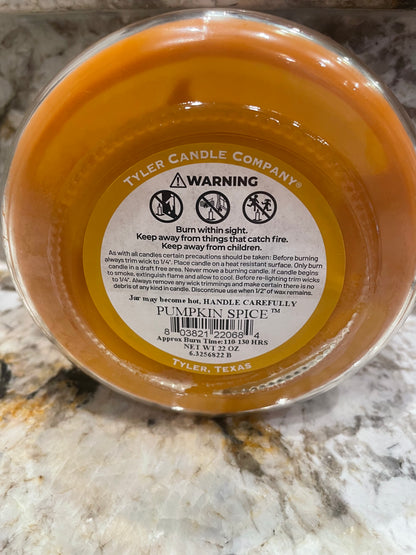 TYLER CANDLE COMPANY®
⚠WARNING
Burn within sight.
Keep away from things that catch fire.
Keep away from children.
As with all candles certain precautions should be taken: Before burning
always trim wick to 1/4". Place candle on a heat resistant surface. Only burn
candle in a draft free area. Never move a burning candle. If candle begins
to smoke, extinguish flame and allow to cool. Before re-lighting trim wicks
to 1/4". Always remove any wick trimmings and make certain there is no
debris of any kind in candle. Discontinue use when 1/2" of wax remains.
Jar may become hot, HANDLE CAREFULLY
PUMPKIN SPICE™
8 03821 22068 4
Approx Burn Time:110-130 HRS
NET WT 22 OZ
6.3256822 B
TYLER, TEXAS